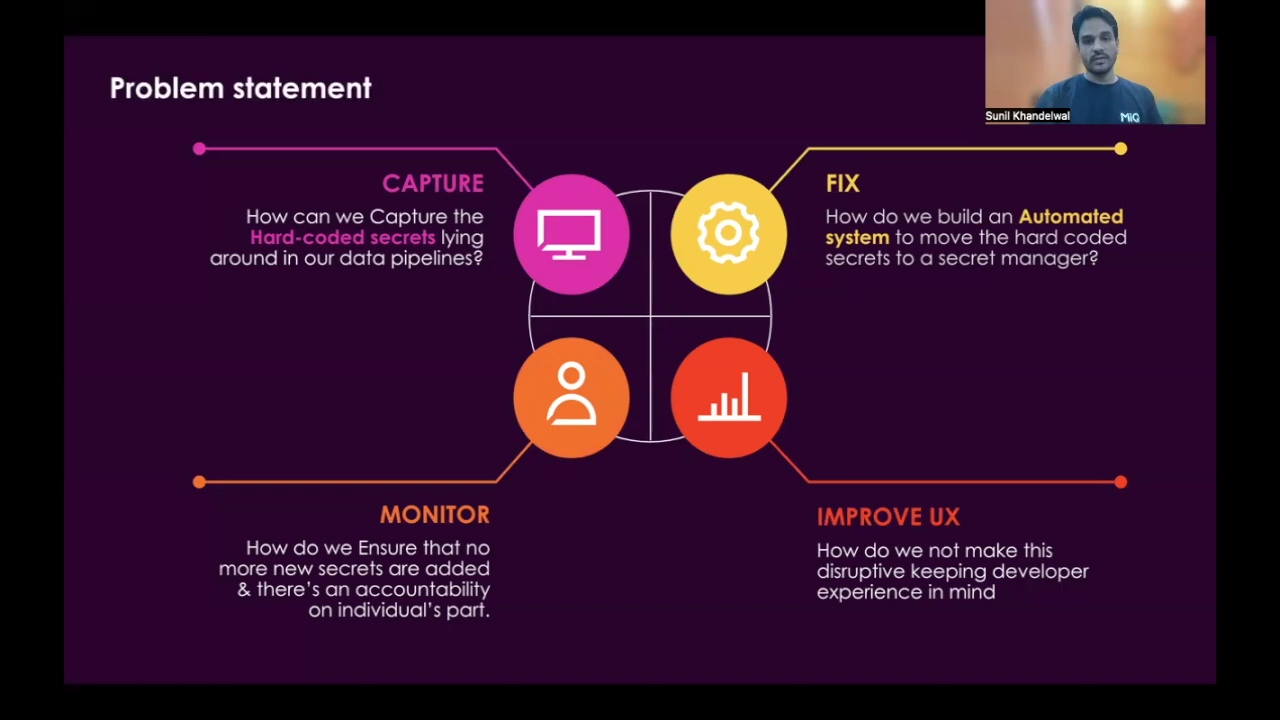 Problem statement
Sunil Khandelwal
MiQ
CAPTURE
How can we Capture the
Hard-coded secrets lying
around in our data pipelines?
FIX
How do we build an Automated
system to move the hard coded
secrets to a secret manager?
MONITOR
How do we Ensure that no
more new secrets are added
& there's an accountability
on individual's part.
IMPROVE UX
How do we not make this
disruptive keeping developer
experience in mind